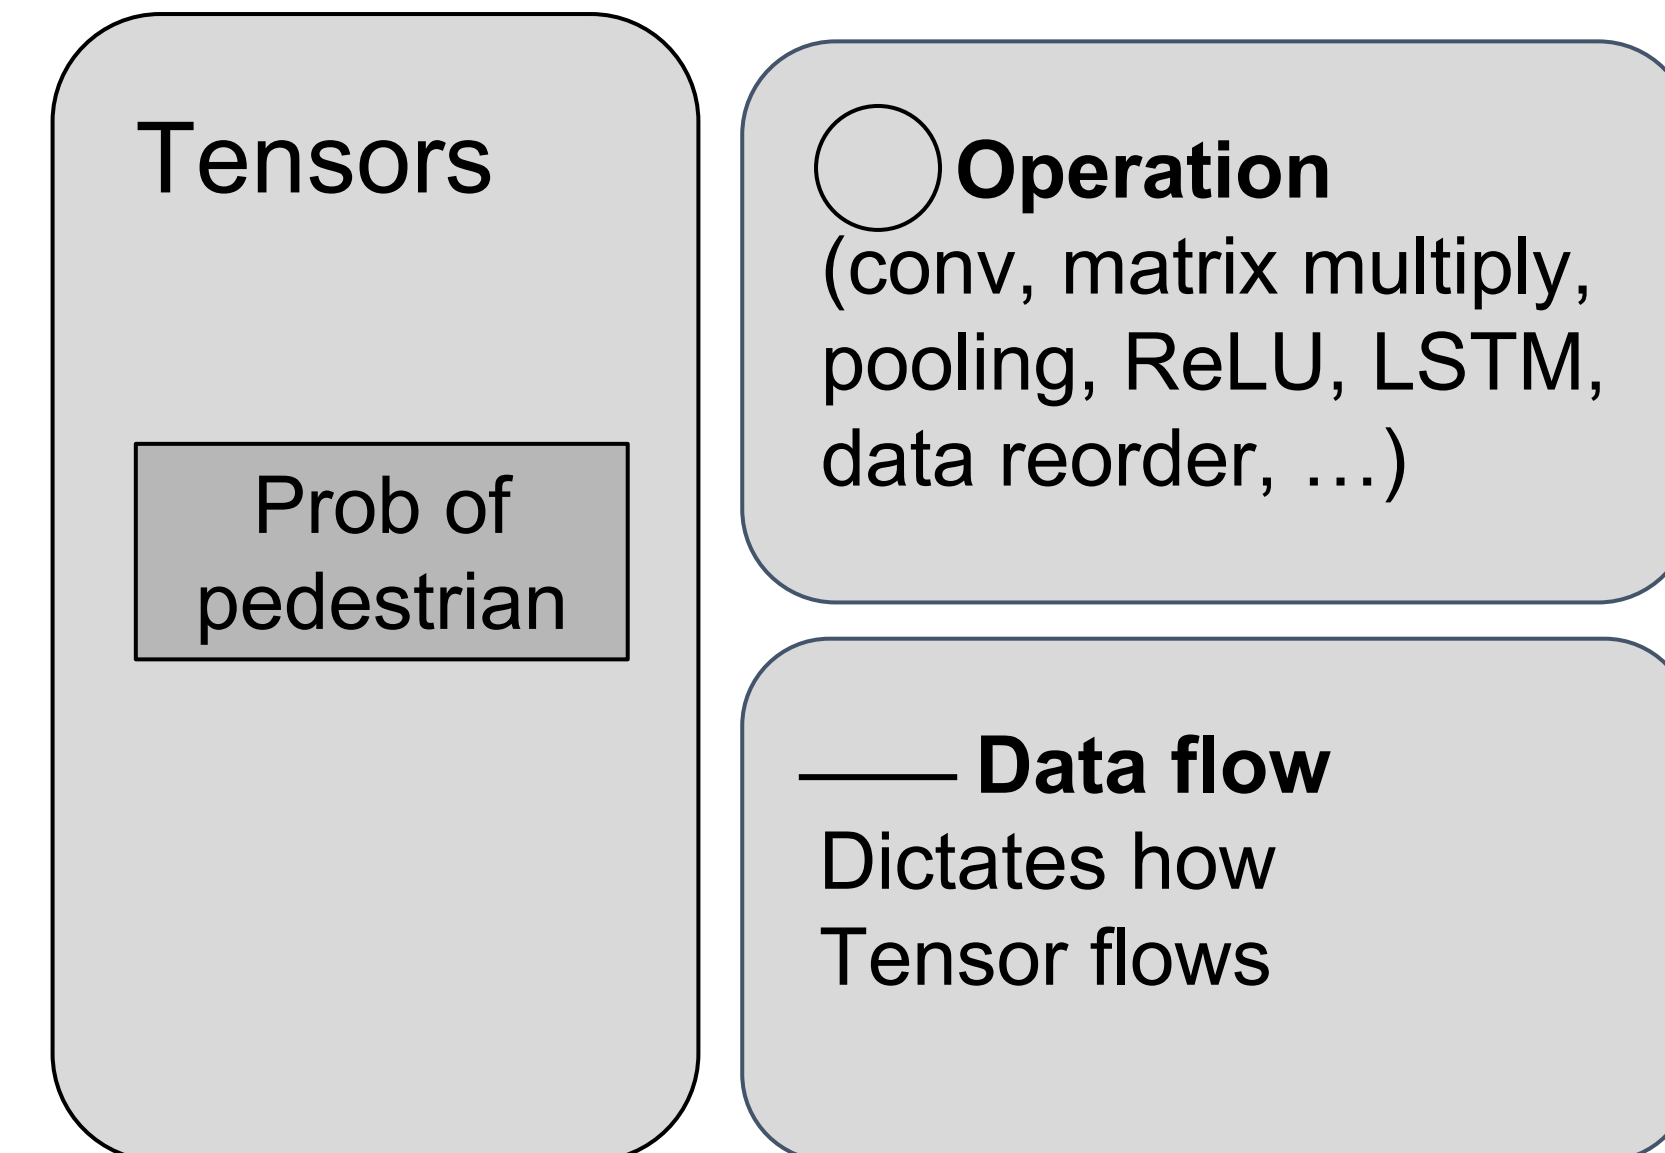 Tensors
Prob of
pedestrian
Operation
(conv, matrix multiply,
pooling, ReLU, LSTM,
data reorder, …)
Data flow
Dictates how
Tensor flows